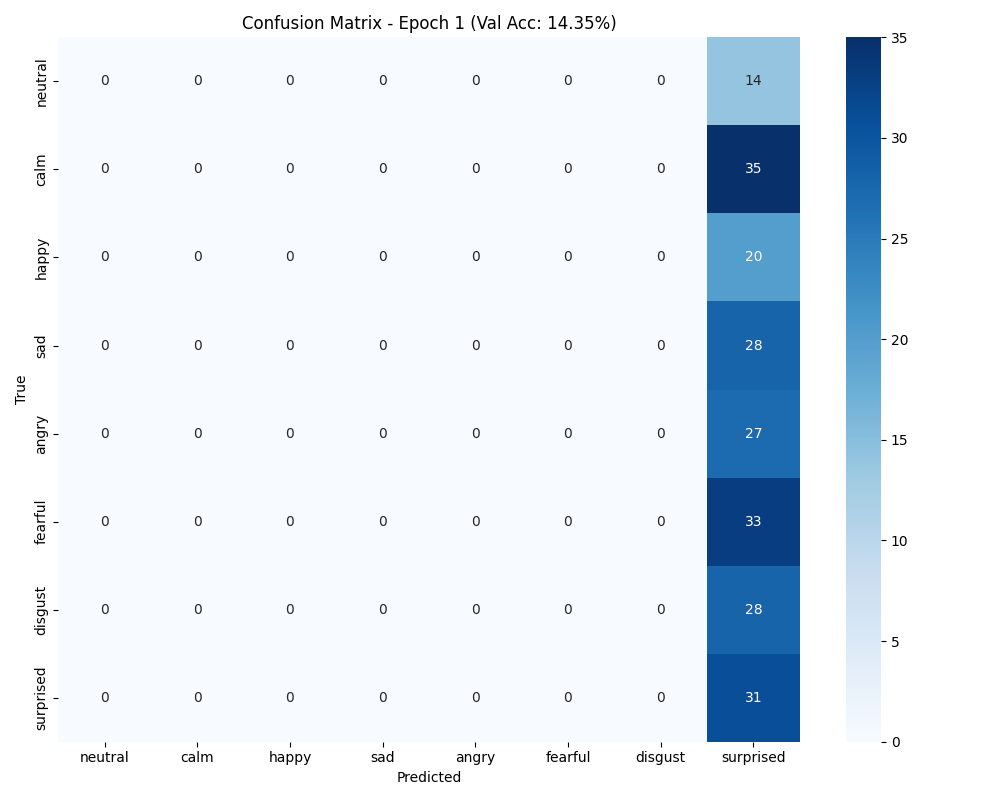 Confusion Matrix - Epoch 1 (Val Acc: 14.35%)
True
neutral 0 0 0 0 0 0 0 14
calm 0 0 0 0 0 0 0 35
happy 0 0 0 0 0 0 0 20
sad 0 0 0 0 0 0 0 28
angry 0 0 0 0 0 0 0 27
fearful 0 0 0 0 0 0 0 33
disgust 0 0 0 0 0 0 0 28
surprised 0 0 0 0 0 0 0 31
neutral calm happy sad angry fearful disgust surprised
Predicted
35
30
25
20
15
10
5
0